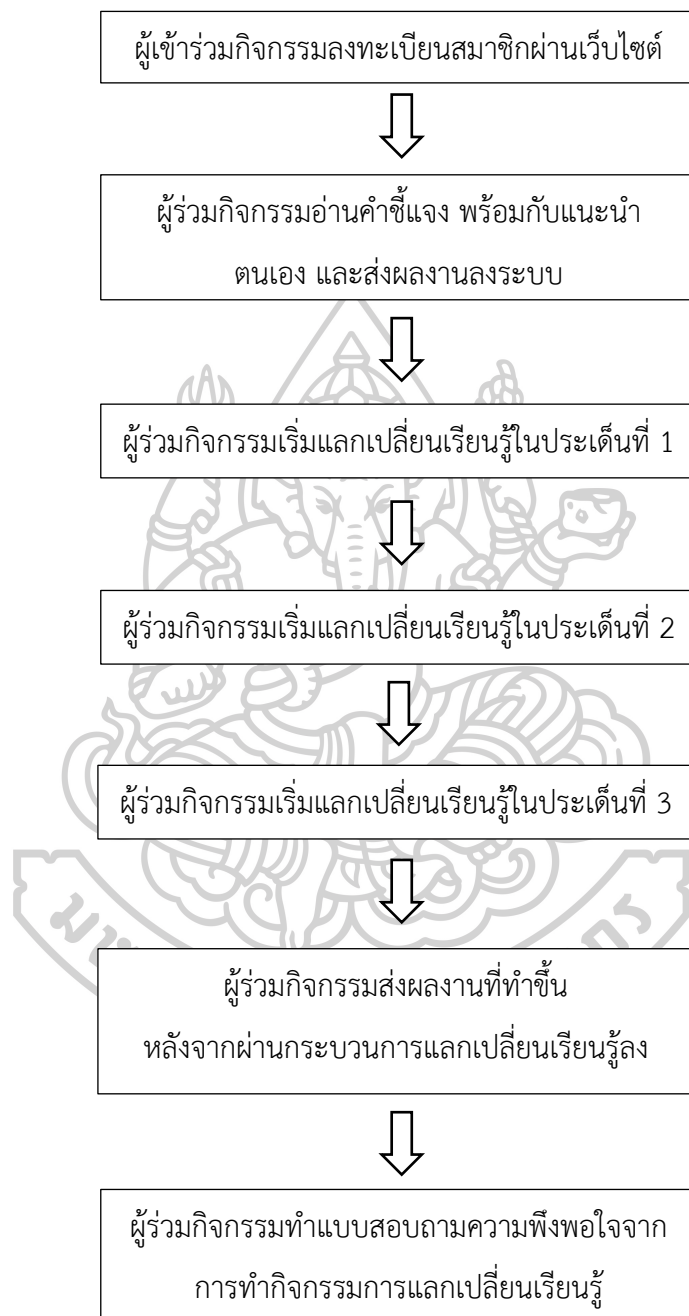 ผู้เข้าร่วมกิจกรรมลงทะเบียนสมาชิกผ่านเว็บไซต์
ผู้ร่วมกิจกรรมอ่านคำชี้แจง พร้อมกับแนะนำ
ตนเอง และส่งผลงานลงระบบ
ผู้ร่วมกิจกรรมเริ่มแลกเปลี่ยนเรียนรู้ในประเด็นที่ 1
ผู้ร่วมกิจกรรมเริ่มแลกเปลี่ยนเรียนรู้ในประเด็นที่ 2
ผู้ร่วมกิจกรรมเริ่มแลกเปลี่ยนเรียนรู้ในประเด็นที่ 3
ผู้ร่วมกิจกรรมส่งผลงานที่ทำขึ้น
หลังจากผ่านกระบวนการแลกเปลี่ยนเรียนรู้ลง
ผู้ร่วมกิจกรรมทำแบบสอบถามความพึงพอใจจาก
การทำกิจกรรมการแลกเปลี่ยนเรียนรู้